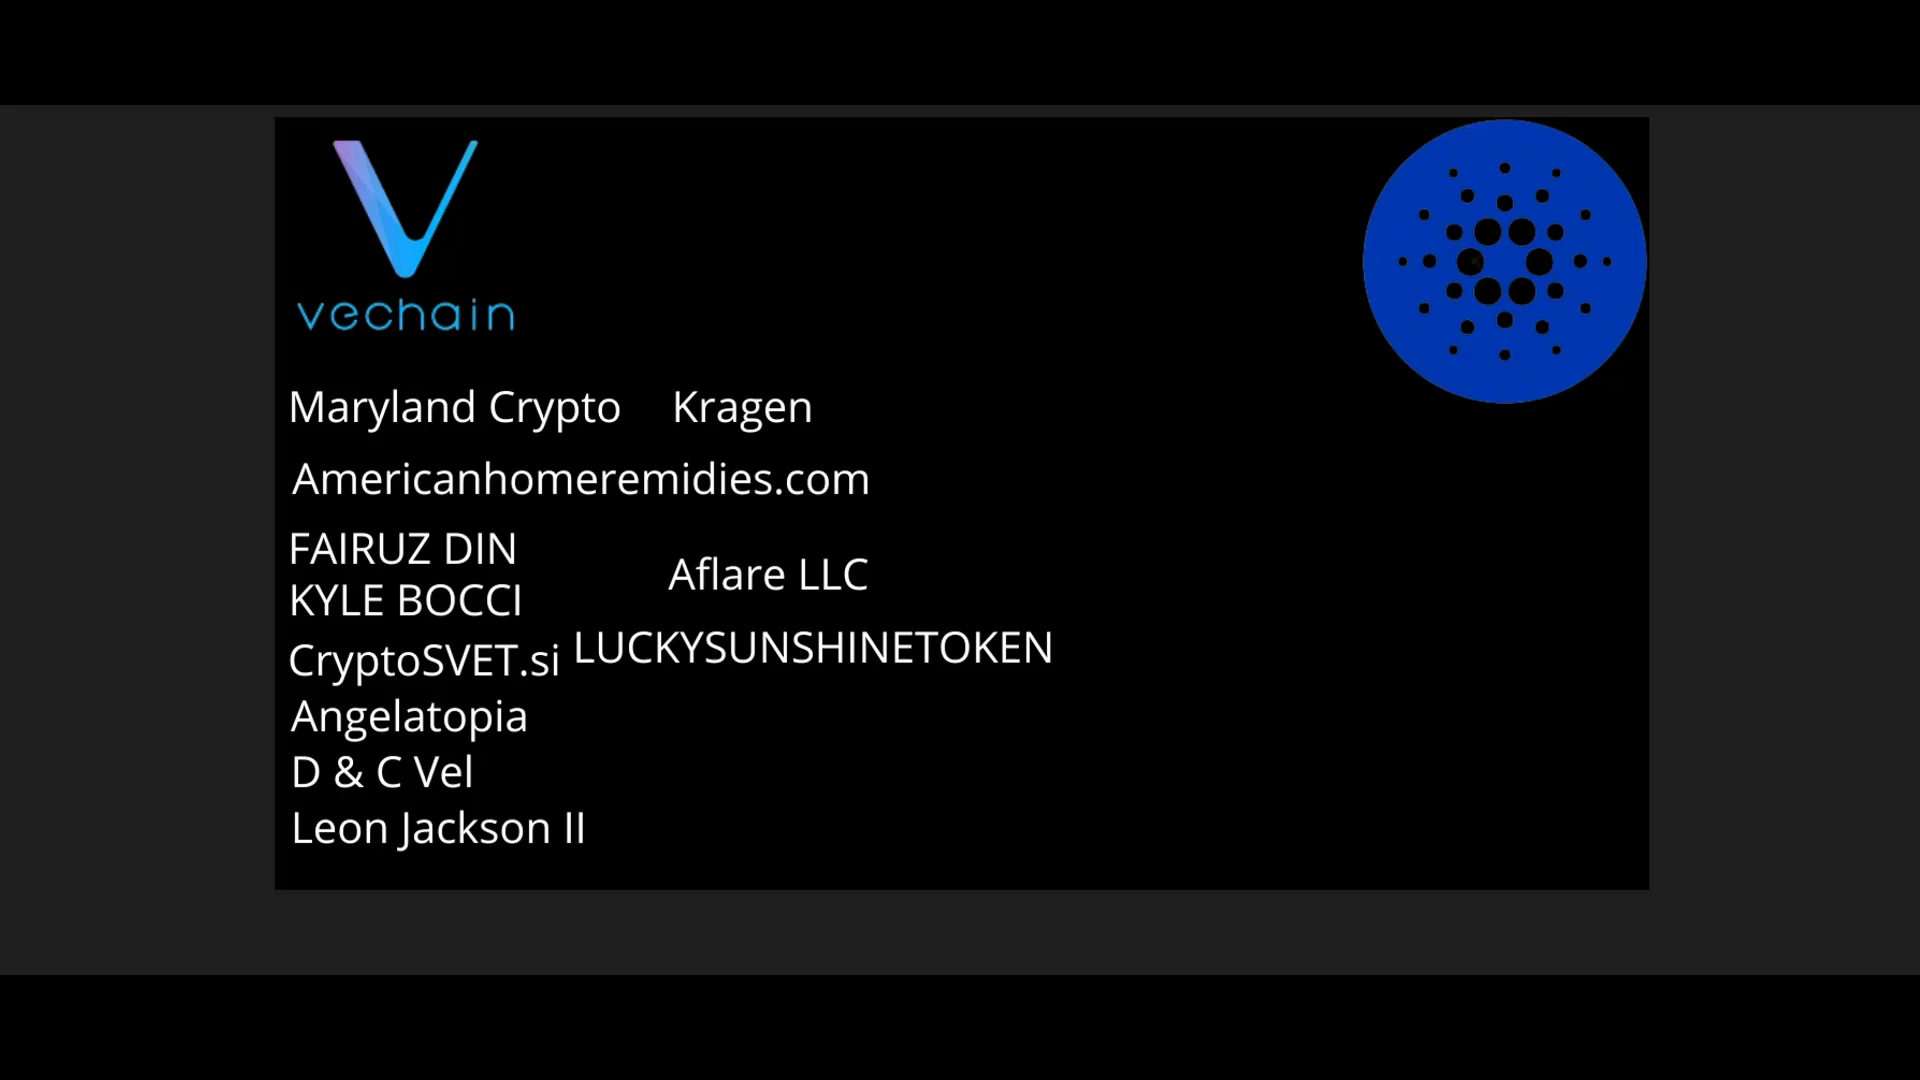 vechain
Maryland Crypto Kragen
Americanhomeremidies.com
FAIRUZ DIN
KYLE BOCCI
Aflare LLC
CryptoSVET.si LUCKYSUNSHINETOKEN
Angelatopia
D & C Vel
Leon Jackson II